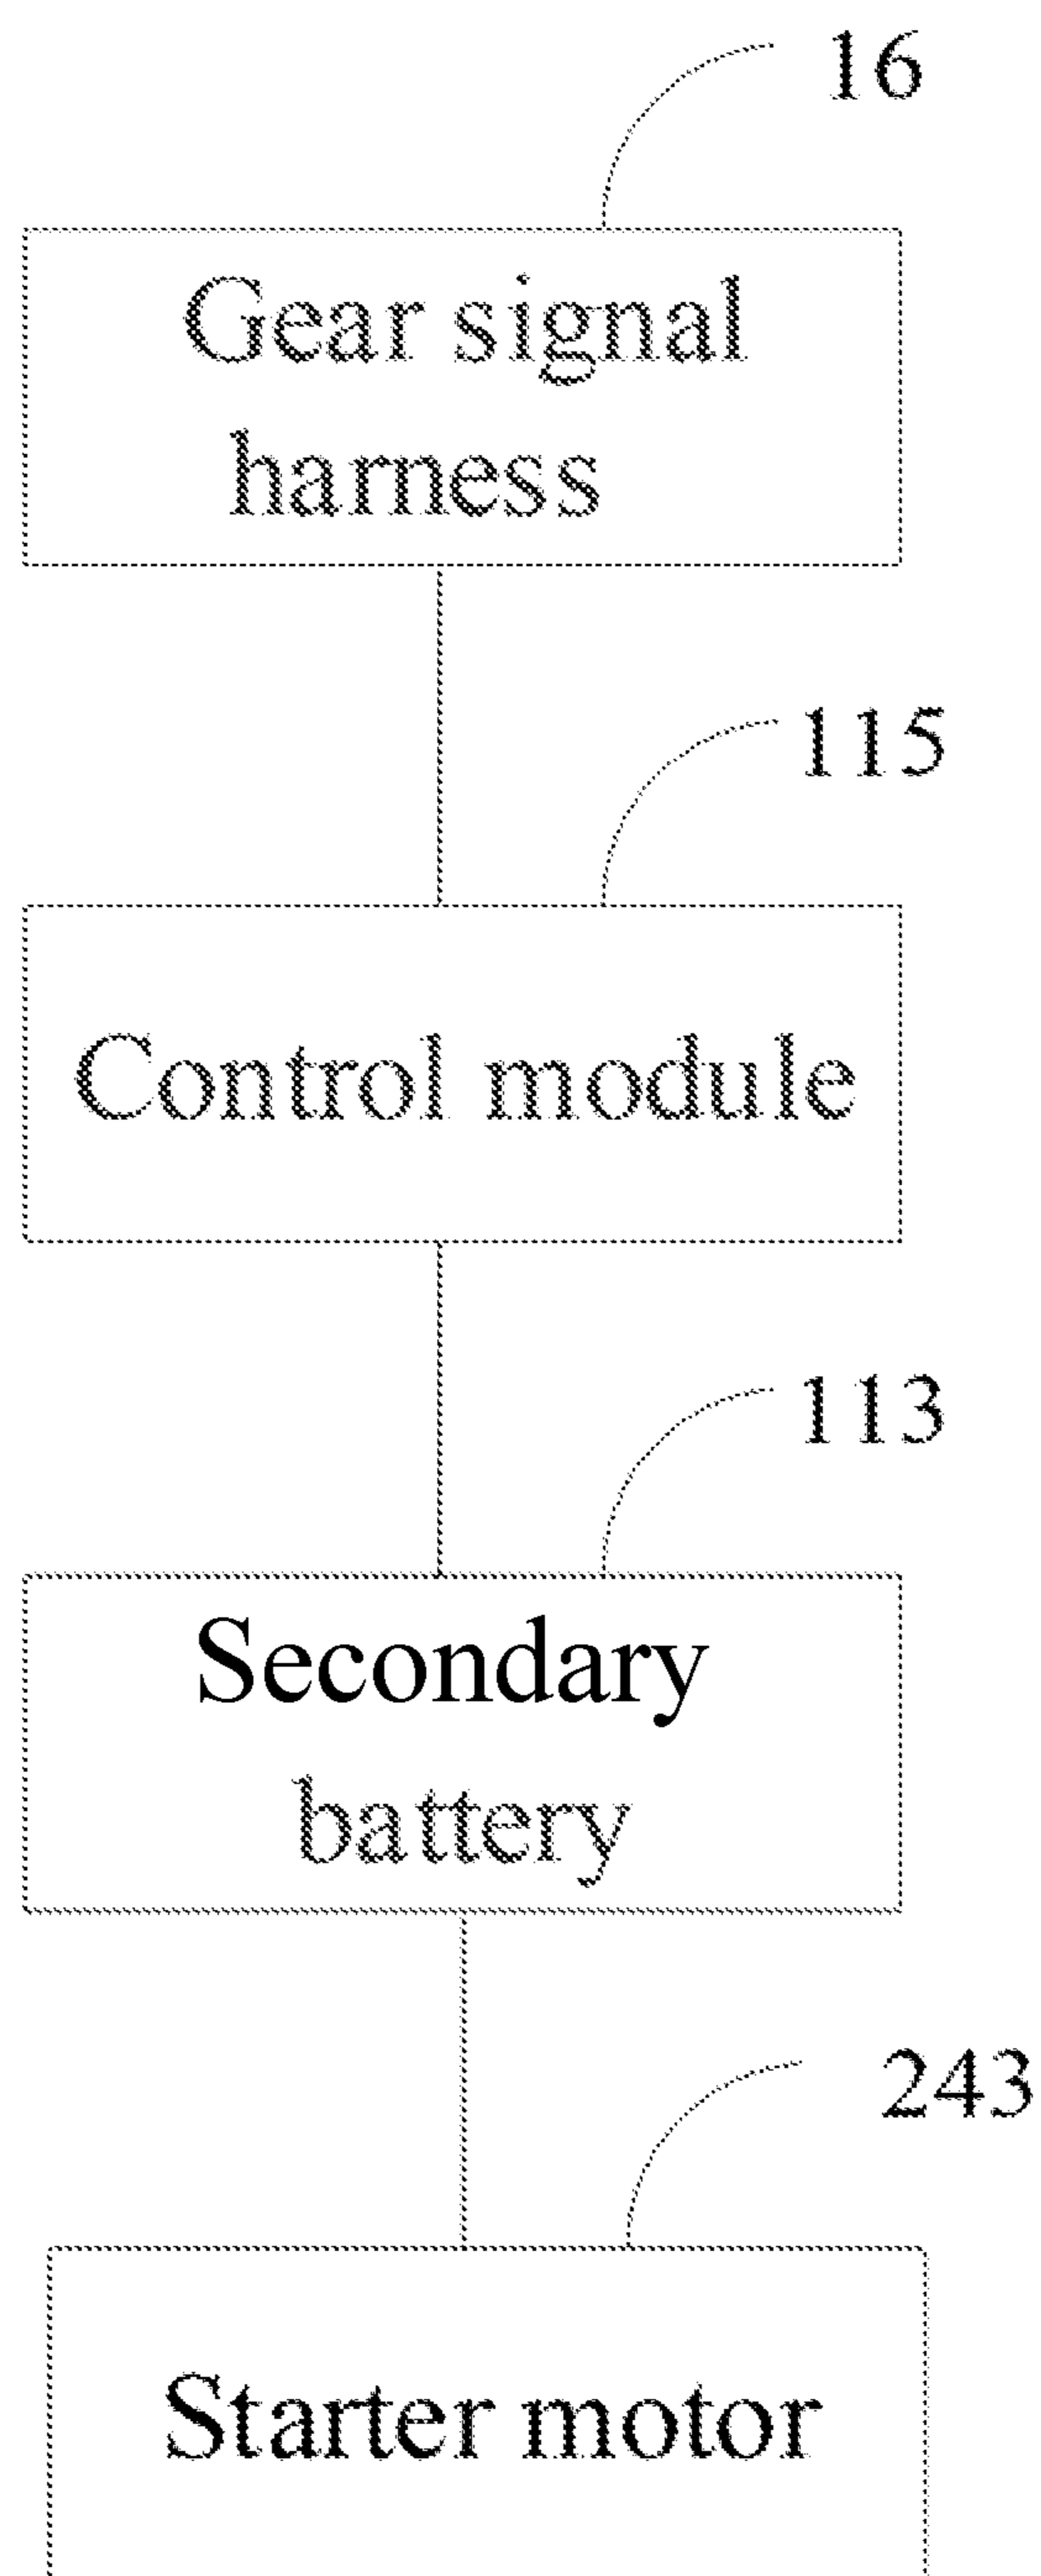 16
Gear signal
harness
115
Control module
113
Secondary
battery
243
Starter motor